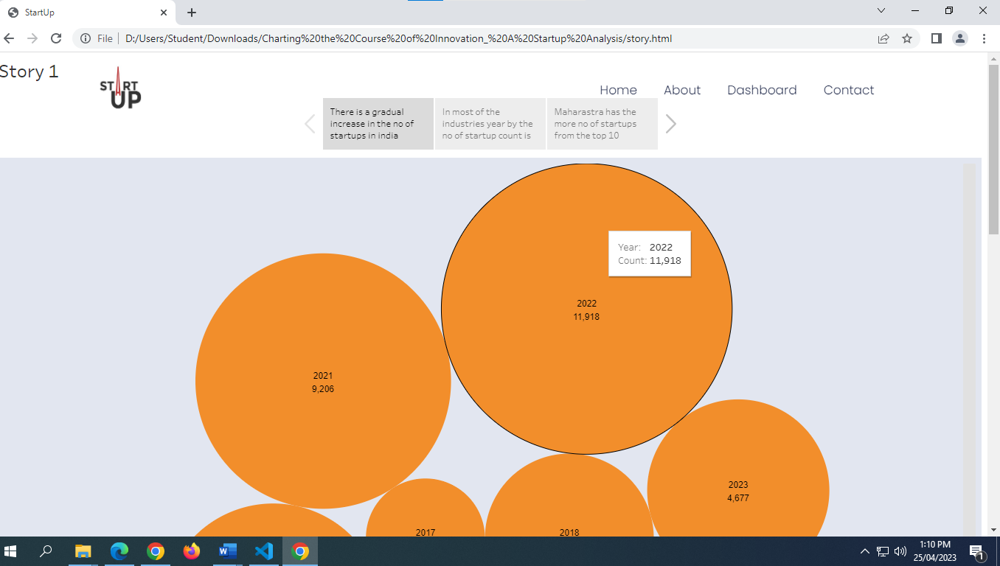 StartUp
File
D:/Users/Student/Downloads/Charting%20the%20Course%20of%20Innovation_%20A%20Startup%20Analysis/story.html
Story 1
START
UP
Home
About
Dashboard
Contact
There is a gradual
increase in the no of
startups in india
In most of the
industries year by the
no of startup count is
Maharastra has the
more no of startups
from the top 10
Year: 2022
Count: 11,918
2022
11,918
2021
9,206
2023
4,677
2017
2018
1:10 PM
25/04/2023
1